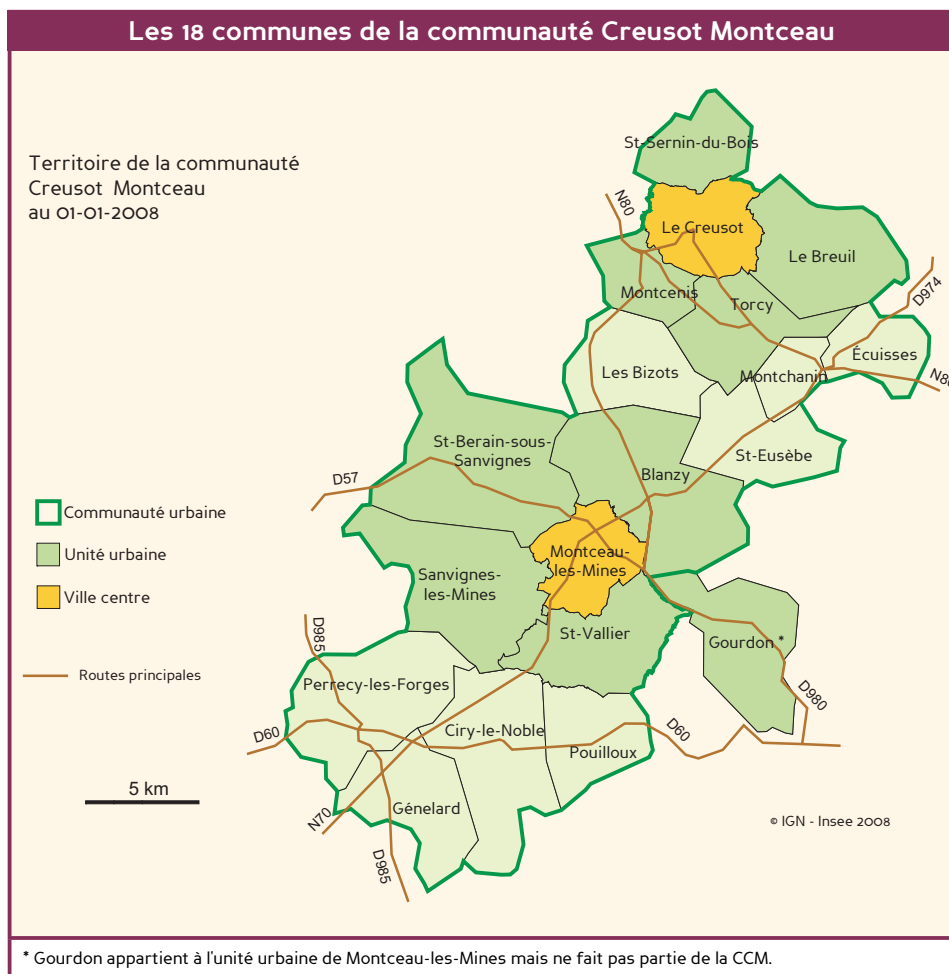 Les 18 communes de la communauté Creusot Montceau
Territoire de la communauté
Creusot Montceau
au 01-01-2008
St-Sernin-du-Bois
N80
Le Creusot
Le Breuil
D974
Montcenis
Torcy
Écuisses
Les Bizots
Montchanin
N80
St-Eusèbe
St-Berain-sous-
Sanvignes
Blanzy
D57
Communauté urbaine
Unité urbaine
Ville centre
Montceau-
les-Mines
Sanvignes-
les-Mines
St-Vallier
Gourdon *
D985
Routes principales
Perrecy-les-Forges
D980
D60
Ciry-le-Noble
D60
Pouilloux
5 km
Génelard
N70
D985
© IGN - Insee 2008
* Gourdon appartient à l'unité urbaine de Montceau-les-Mines mais ne fait pas partie de la CCM.